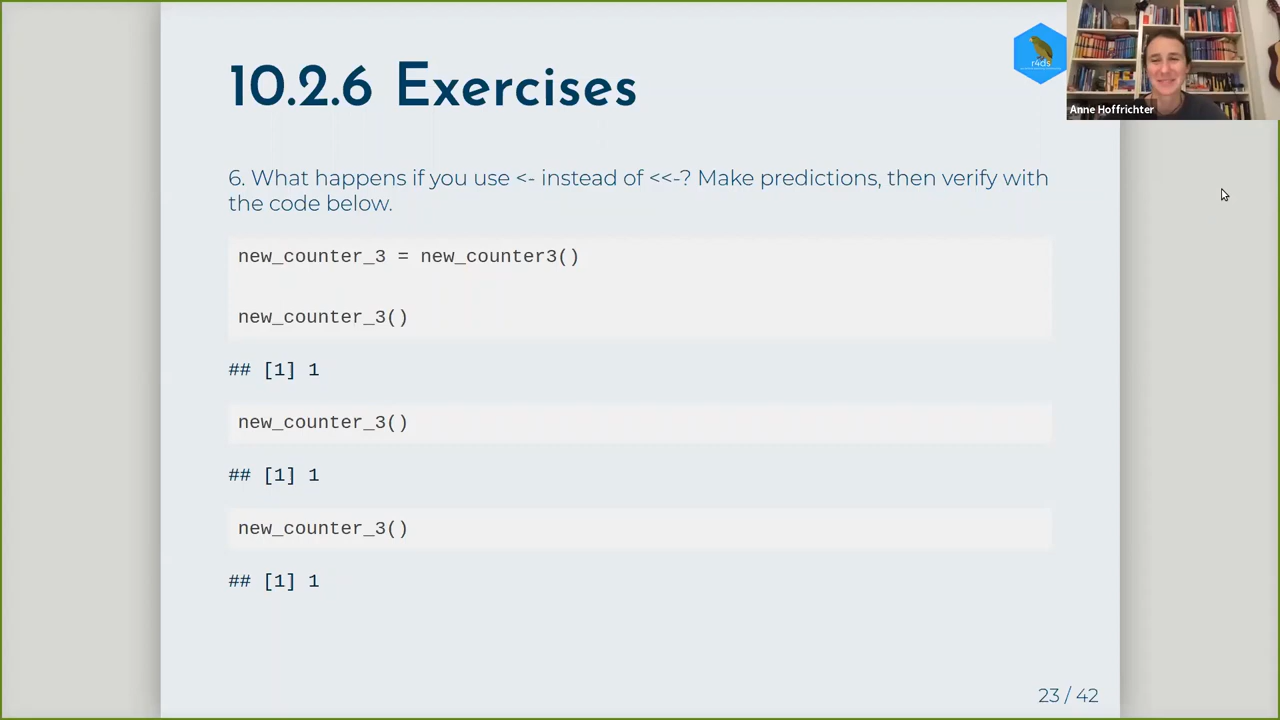 10.2.6 Exercises
r4ds
Anne Hoffrichter
6. What happens if you use <- instead of <<-? Make predictions, then verify with
the code below.
new_counter_3 = new_counter3()
new_counter_3()
## [1] 1
new_counter_3()
## [1] 1
new_counter_3()
## [1] 1
23 / 42